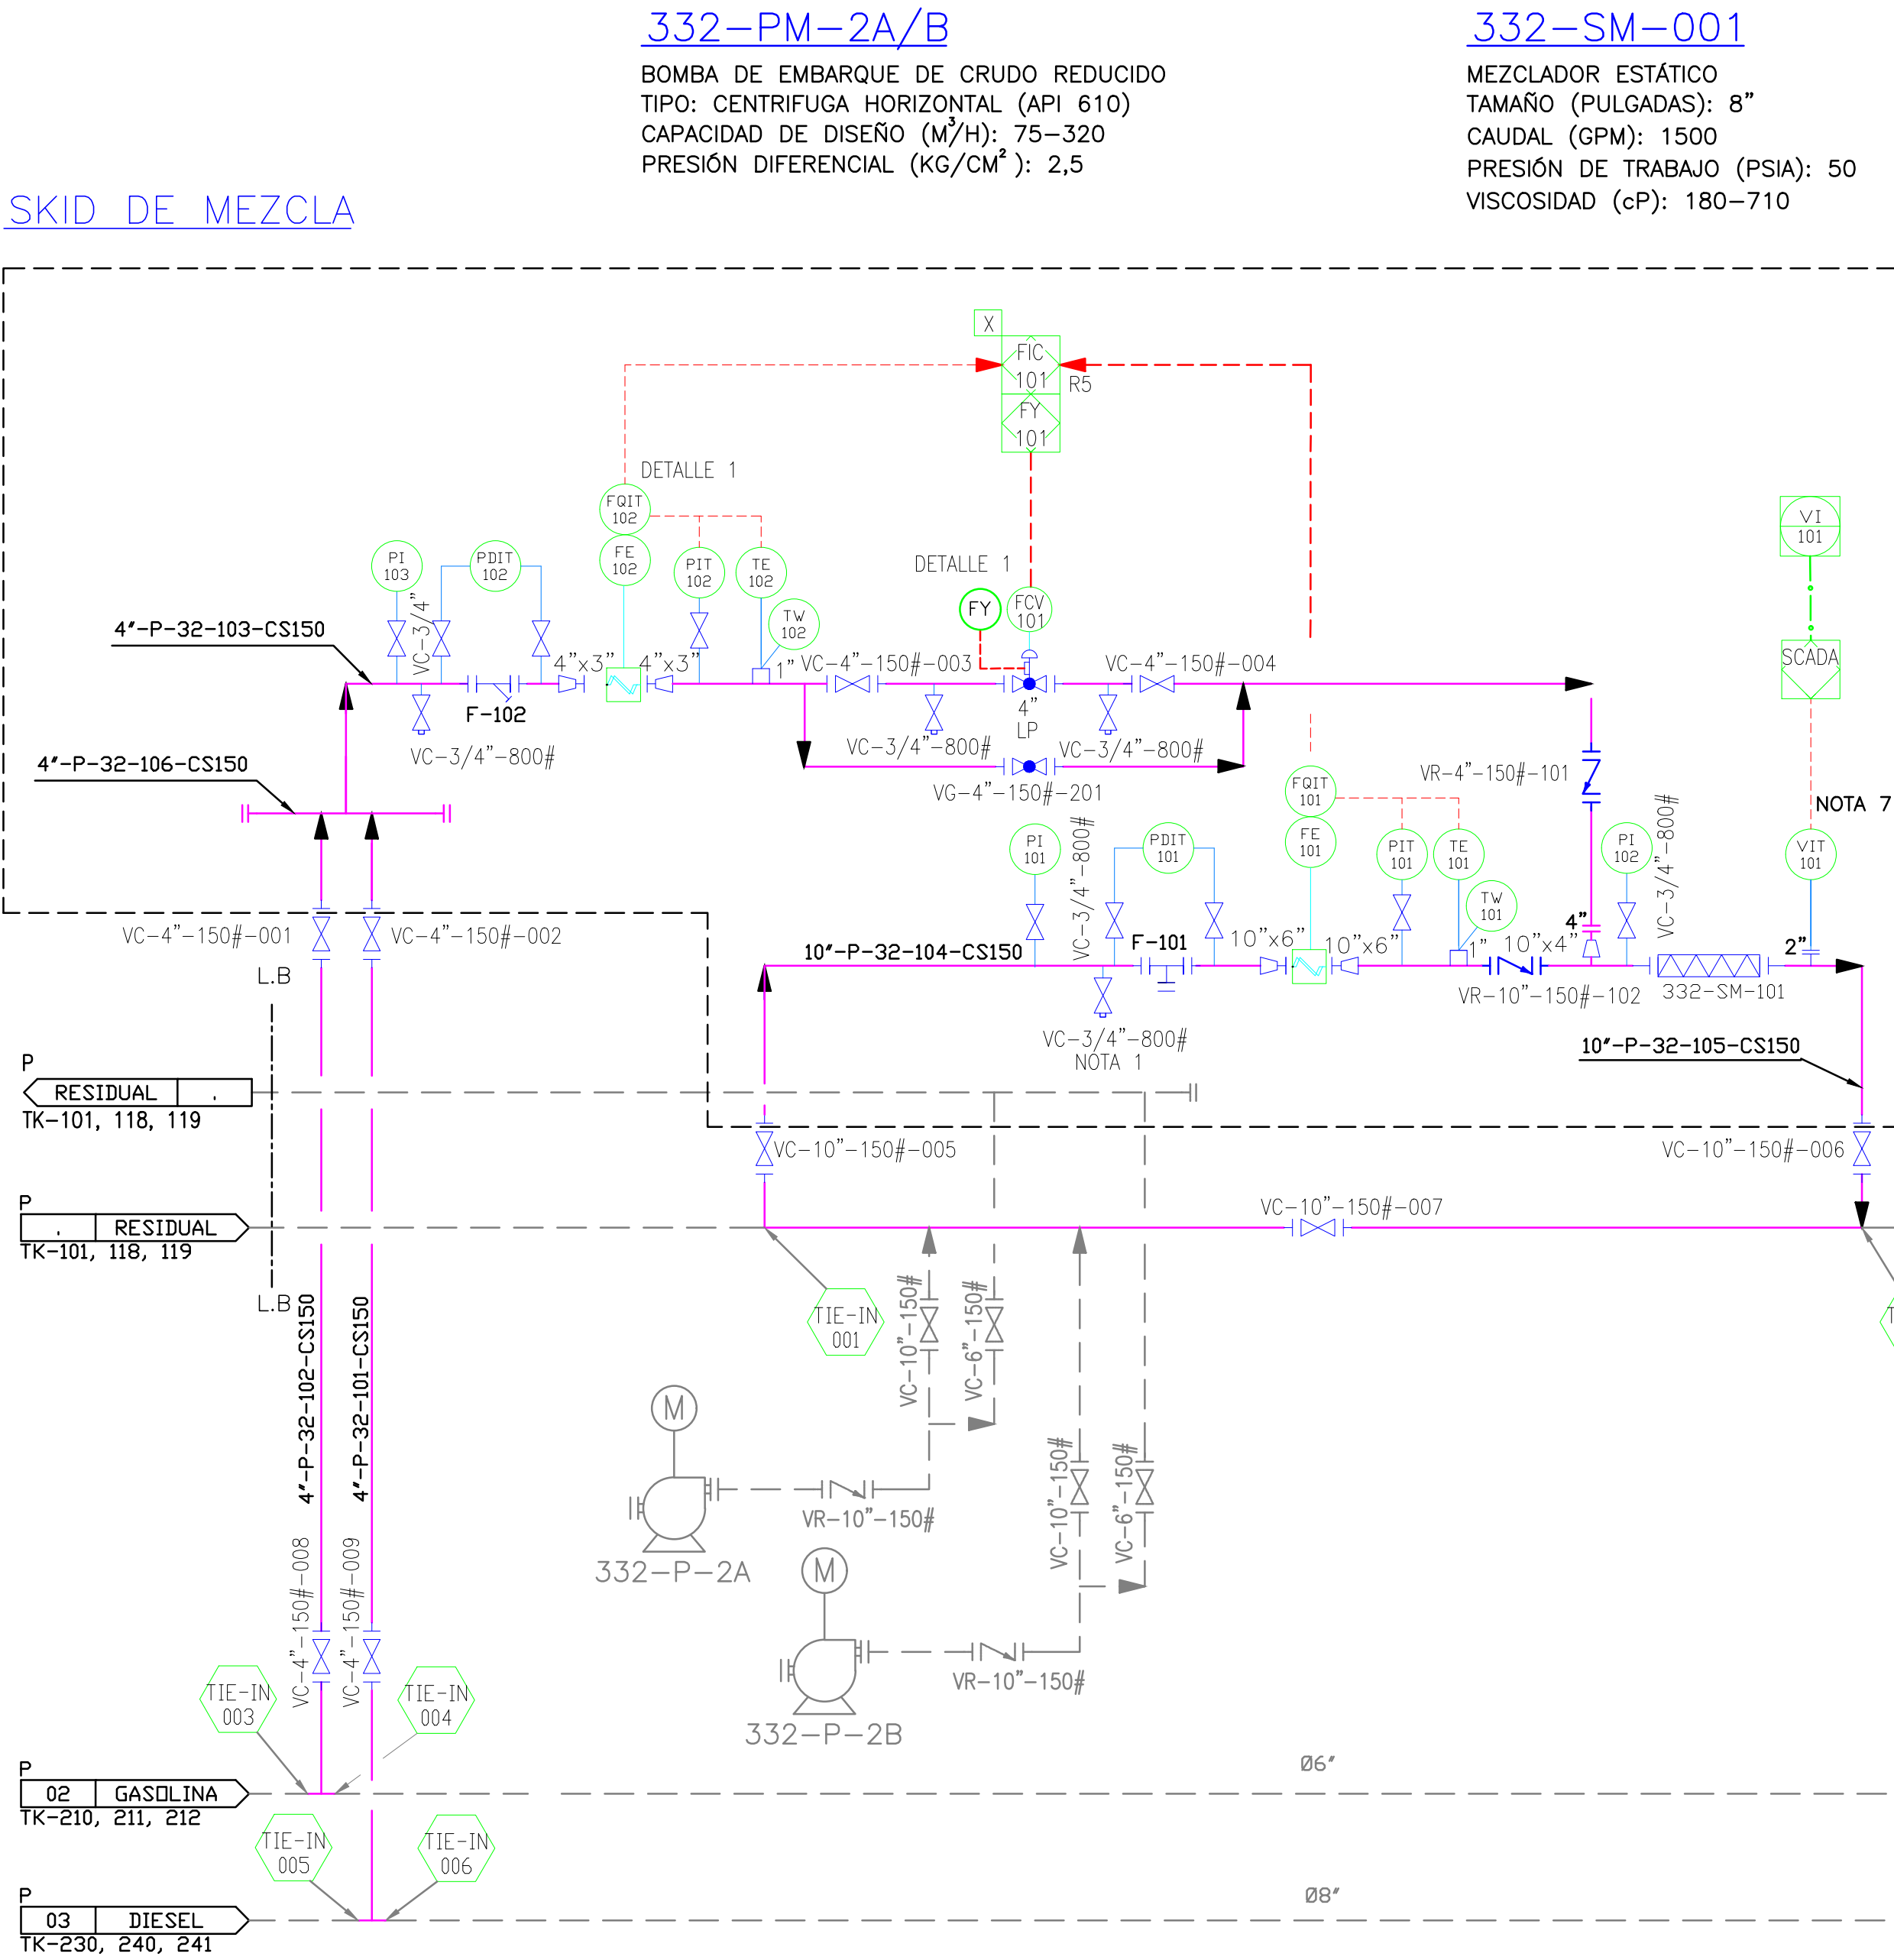 332-PM-2A/B
BOMBA DE EMBARQUE DE CRUDO REDUCIDO
TIPO: CENTRIFUGA HORIZONTAL (API 610)
CAPACIDAD DE DISEÑO (M³/H): 75-320
PRESIÓN DIFERENCIAL (KG/CM²): 2,5
332-SM-001
MEZCLADOR ESTÁTICO
TAMAÑO (PULGADAS): 8"
CAUDAL (GPM): 1500
PRESIÓN DE TRABAJO (PSIA): 50
VISCOSIDAD (cP): 180-710
SKID DE MEZCLA
X
FIC
101
R5
FY
101
DETALLE 1
FQIT
102
FE
102
PI
103
PDIT
102
PIT
102
TE
102
TW
102
DETALLE 1
FY
FCV
101
VI
101
SCADA
4"-P-32-103-CS150
VC-3/4"
4"x3"
4"x3"
1"
VC-4"-150#-003
VC-4"-150#-004
F-102
4"
LP
VC-3/4"-800#
VC-3/4"-800#
VC-3/4"-800#
4"-P-32-106-CS150
VG-4"-150#-201
VR-4"-150#-101
NOTA 7
FQIT
101
FE
101
PI
101
VC-3/4"-800#
PDIT
101
PIT
101
TE
101
TW
101
PI
102
VC-3/4"-800#
VIT
101
VC-4"-150#-001
VC-4"-150#-002
10"-P-32-104-CS150
F-101
10"x6"
10"x6"
1"
10"x4"
4"
2"
VR-10"-150#-102
332-SM-101
L.B
VC-3/4"-800#
NOTA 1
10"-P-32-105-CS150
P
RESIDUAL
.
TK-101, 118, 119
VC-10"-150#-005
VC-10"-150#-006
P
.
RESIDUAL
TK-101, 118, 119
VC-10"-150#-007
L.B
TIE-IN
001
4"-P-32-102-CS150
4"-P-32-101-CS150
VC-10"-150#
VC-6"-150#
M
VR-10"-150#
332-P-2A
VC-10"-150#
VC-6"-150#
M
VR-10"-150#
332-P-2B
VC-4"-150#-008
VC-4"-150#-009
TIE-IN
003
TIE-IN
004
P
02
GASOLINA
TK-210, 211, 212
Ø6"
TIE-IN
005
TIE-IN
006
P
03
DIESEL
TK-230, 240, 241
Ø8"